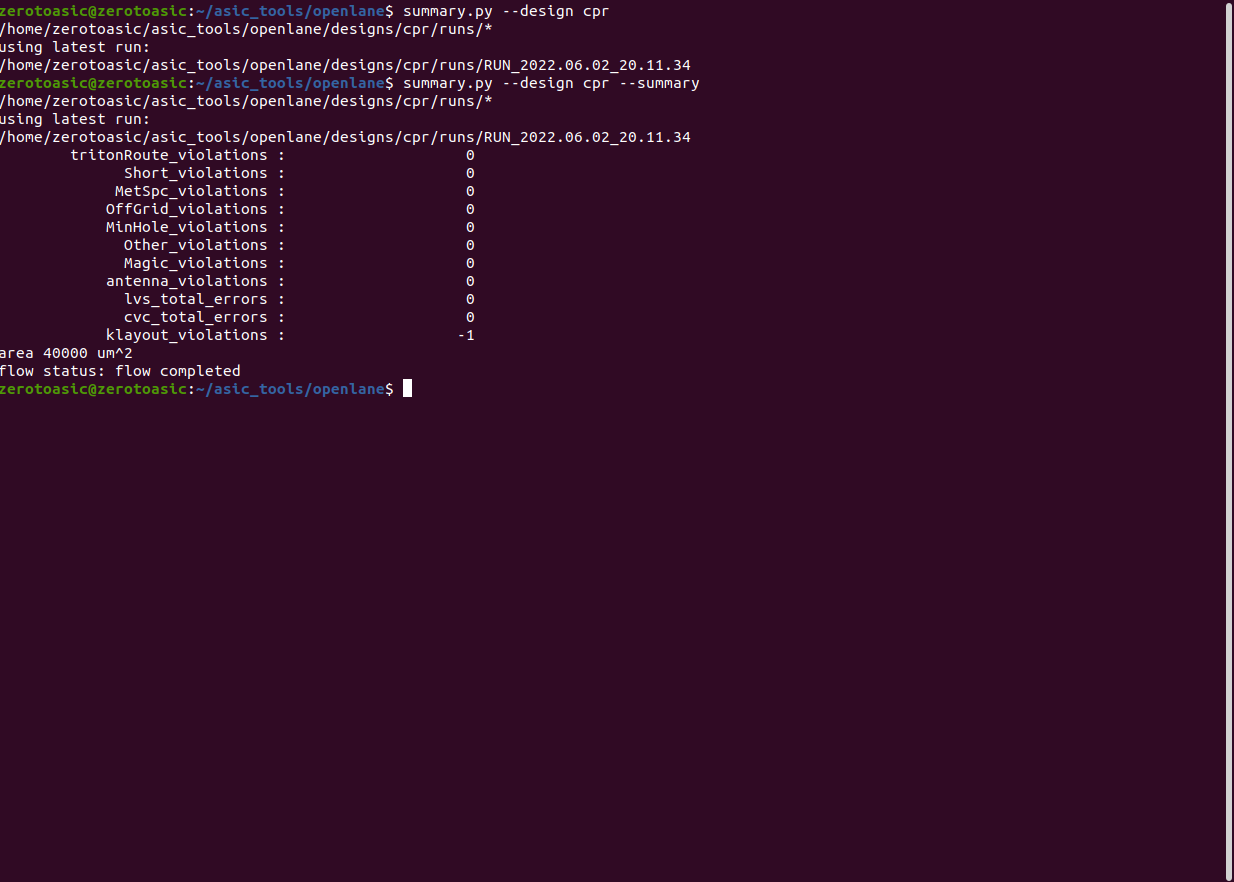 zerotoasic@zerotoasic:~/asic_tools/openlane$ summary.py --design cpr
/home/zerotoasic/asic_tools/openlane/designs/cpr/runs/*
using latest run:
/home/zerotoasic/asic_tools/openlane/designs/cpr/runs/RUN_2022.06.02_20.11.34
zerotoasic@zerotoasic:~/asic_tools/openlane$ summary.py --design cpr --summary
/home/zerotoasic/asic_tools/openlane/designs/cpr/runs/*
using latest run:
/home/zerotoasic/asic_tools/openlane/designs/cpr/runs/RUN_2022.06.02_20.11.34
tritonRoute_violations : 0
Short_violations : 0
MetSpc_violations : 0
OffGrid_violations : 0
MinHole_violations : 0
Other_violations : 0
Magic_violations : 0
antenna_violations : 0
lvs_total_errors : 0
cvc_total_errors : 0
klayout_violations : -1
area 40000 um^2
flow status: flow completed
zerotoasic@zerotoasic:~/asic_tools/openlane$